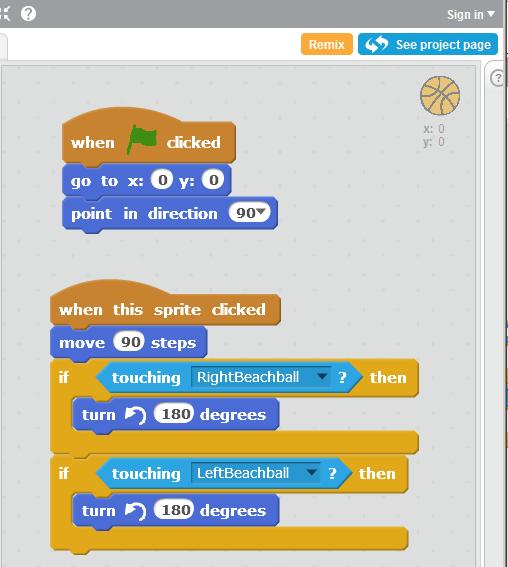 ?
Sign in
Remix
See project page
?
x: 0
y: 0
when clicked
go to x: 0 y: 0
point in direction 90
when this sprite clicked
move 90 steps
if touching RightBeachball ? then
turn 180 degrees
if touching LeftBeachball ? then
turn 180 degrees